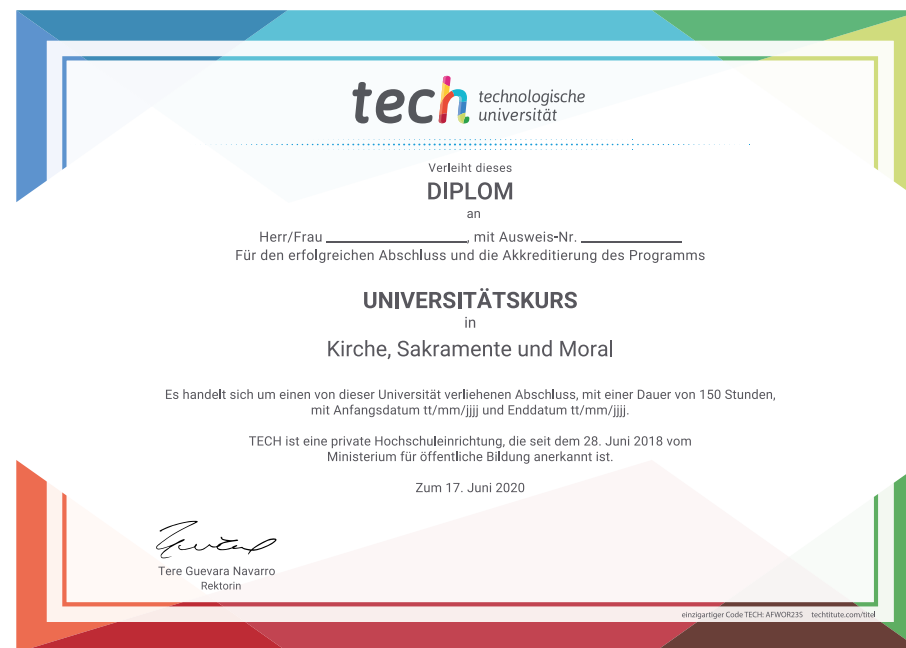 tech technologische
universität
Verleiht dieses
DIPLOM
an
Herr/Frau ____________________, mit Ausweis-Nr. ______________
Für den erfolgreichen Abschluss und die Akkreditierung des Programms
UNIVERSITÄTSKURS
in
Kirche, Sakramente und Moral
Es handelt sich um einen von dieser Universität verliehenen Abschluss, mit einer Dauer von 150 Stunden,
mit Anfangsdatum tt/mm/jjjj und Enddatum tt/mm/jjjj.
TECH ist eine private Hochschuleinrichtung, die seit dem 28. Juni 2018 vom
Ministerium für öffentliche Bildung anerkannt ist.
Zum 17. Juni 2020
Tere Guevara Navarro
Rektorin
einzigartiger Code TECH: AFWOR23S techtitute.com/titel